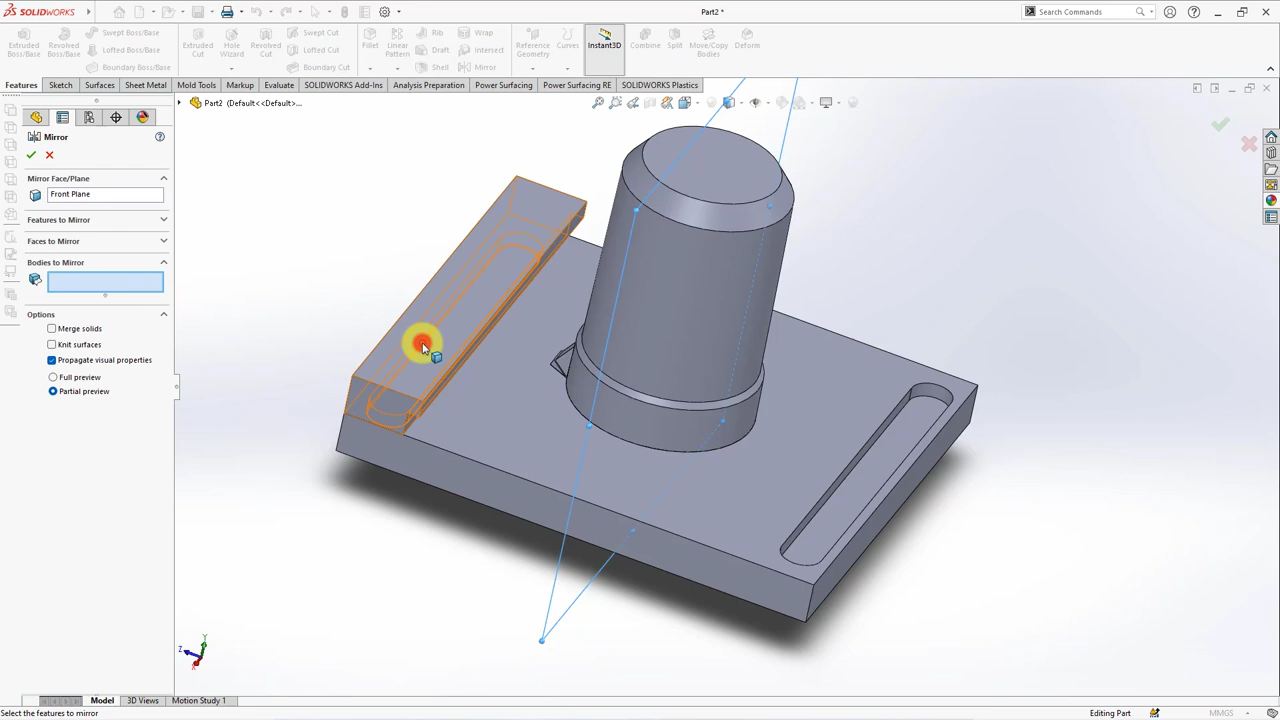 SOLIDWORKS
Part2 *
Search Commands
Extruded Boss/Base
Revolved Boss/Base
Swept Boss/Base
Lofted Boss/Base
Boundary Boss/Base
Extruded Cut
Hole Wizard
Revolved Cut
Swept Cut
Lofted Cut
Boundary Cut
Fillet
Linear Pattern
Rib
Draft
Shell
Wrap
Intersect
Mirror
Reference Geometry
Curves
Instant3D
Combine
Split
Move/Copy Bodies
Deform
Features
Sketch
Surfaces
Sheet Metal
Mold Tools
Markup
Evaluate
SOLIDWORKS Add-Ins
Analysis Preparation
Power Surfacing
Power Surfacing RE
SOLIDWORKS Plastics
Part2 (Default<<Default>...
Mirror
Mirror Face/Plane
Front Plane
Features to Mirror
Faces to Mirror
Bodies to Mirror
Options
Merge solids
Knit surfaces
Propagate visual properties
Full preview
Partial preview
Y
Z
X
Model
3D Views
Motion Study 1
Select the features to mirror
Editing Part
MMGS